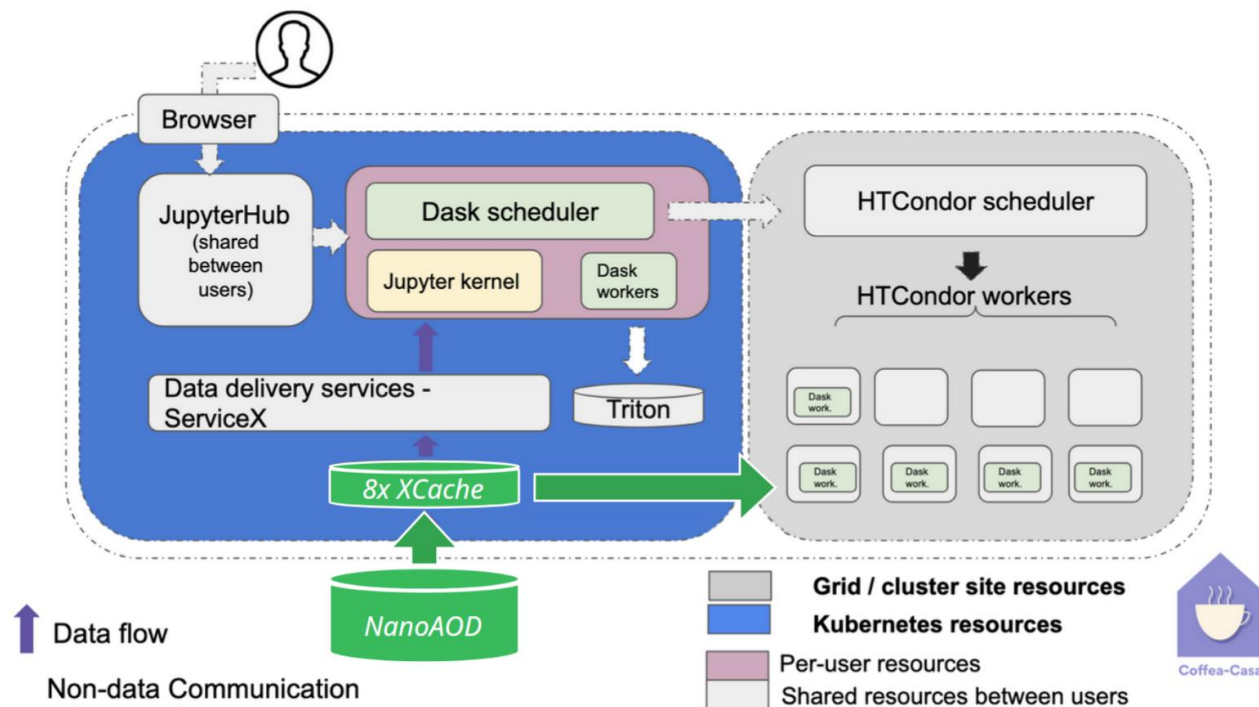 Browser
JupyterHub
(shared
between
users)
Dask scheduler
Jupyter kernel
Dask
workers
HTCondor scheduler
HTCondor workers
Data delivery services -
ServiceX
Triton
8x XCache
NanoAOD
Dask
work.
Dask
work.
Dask
work.
Dask
work.
Dask
work.
Data flow
Non-data Communication
Grid / cluster site resources
Kubernetes resources
Per-user resources
Shared resources between users
Coffea-Casa